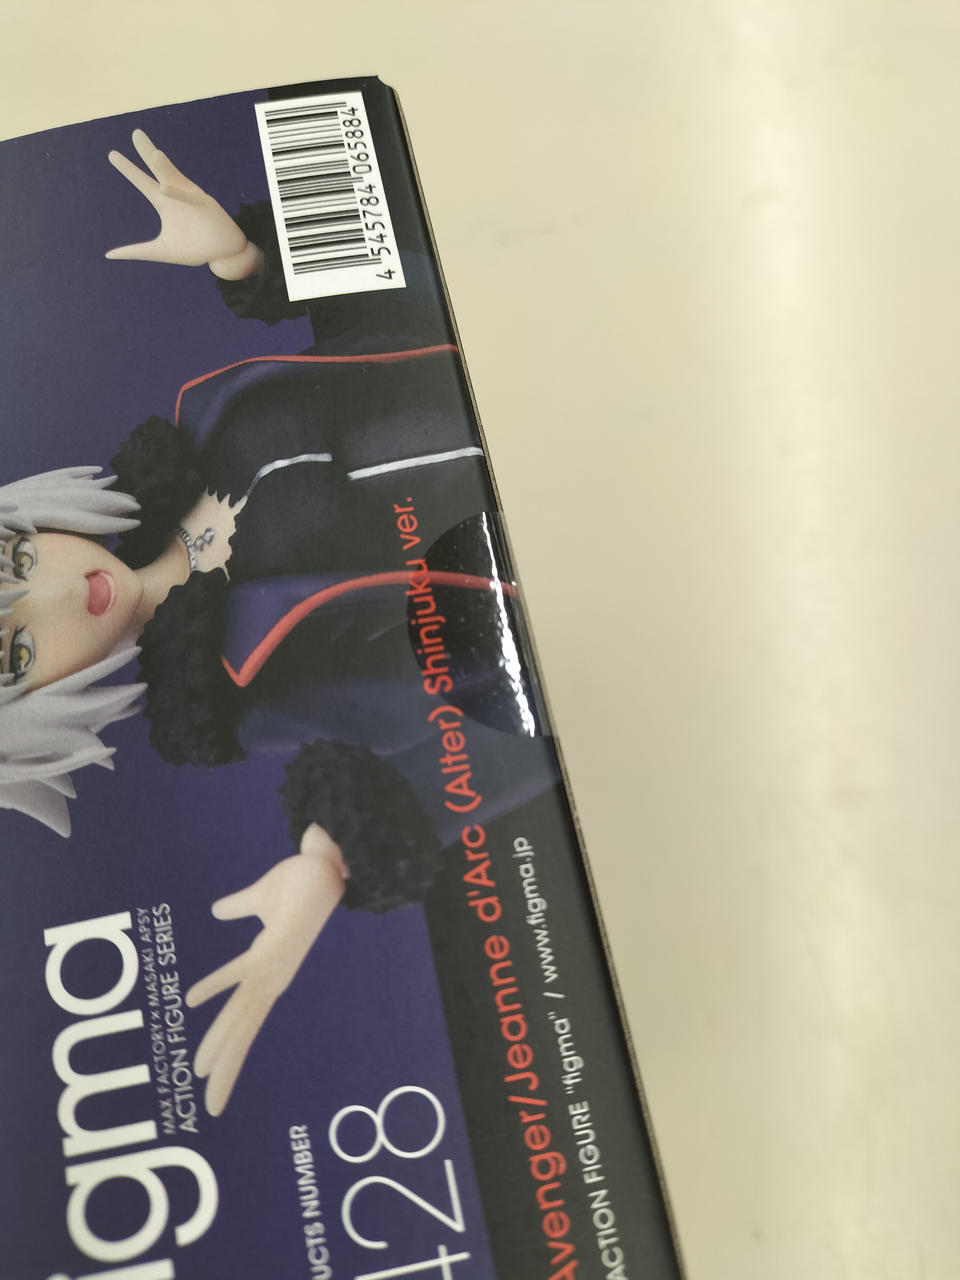 4 545784 065884
figma
MAX FACTORY×MASAKI APSY
ACTION FIGURE SERIES
NUMBER
428
Avenger/Jeanne d'Arc (Alter) Shinjuku ver.
ACTION FIGURE "figma" / www.figma.jp